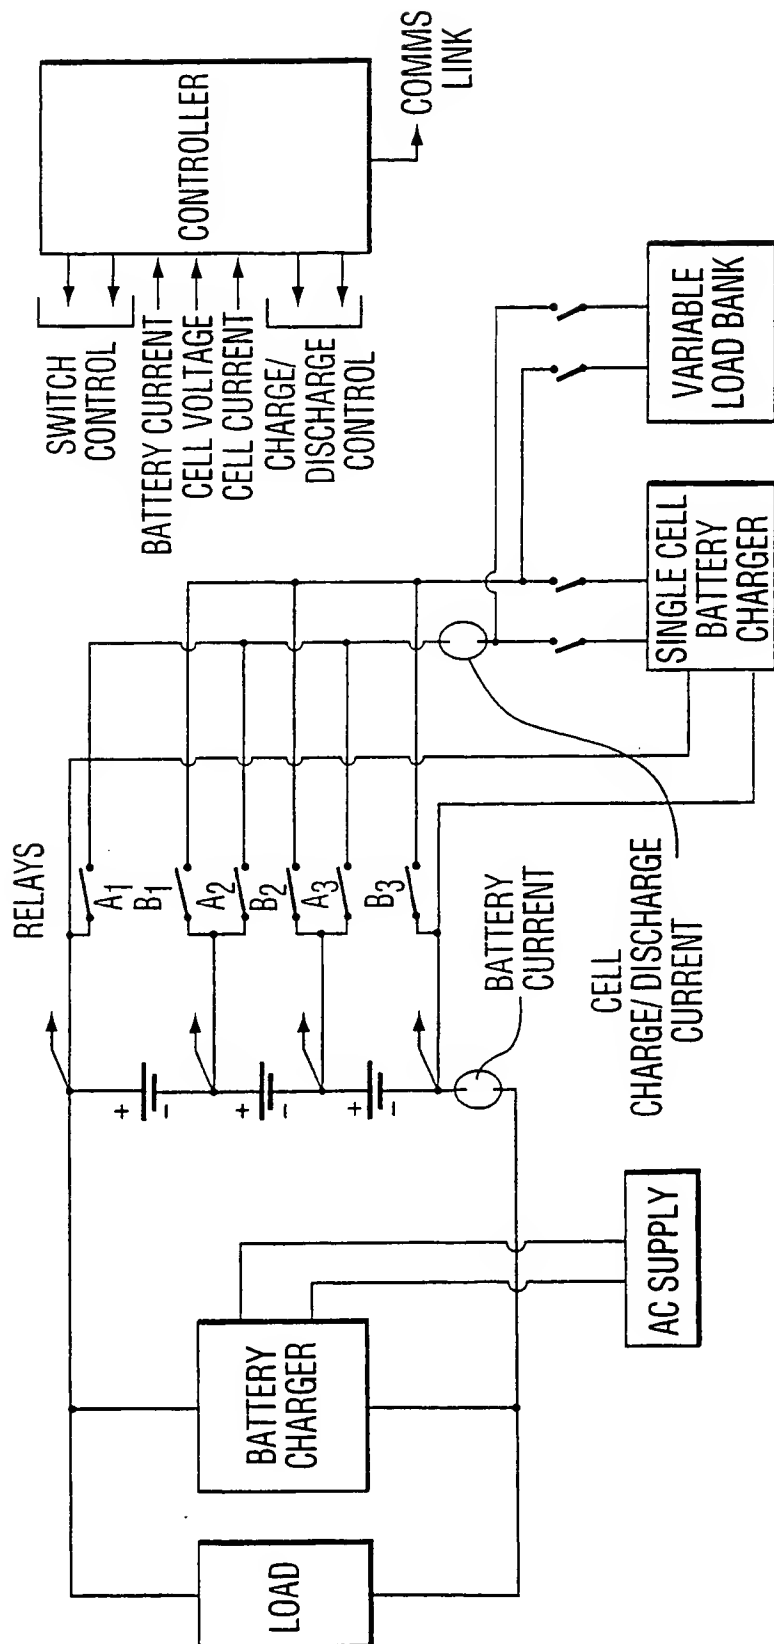 LOAD
BATTERY
CHARGER
AC SUPPLY
+
-
+
-
+
-
RELAYS
A1
B1
A2
B2
A3
B3
BATTERY
CURRENT
CELL
CHARGE/ DISCHARGE
CURRENT
SINGLE CELL
BATTERY
CHARGER
VARIABLE
LOAD BANK
SWITCH
CONTROL
BATTERY CURRENT
CELL VOLTAGE
CELL CURRENT
CHARGE/
DISCHARGE
CONTROL
CONTROLLER
COMMS
LINK